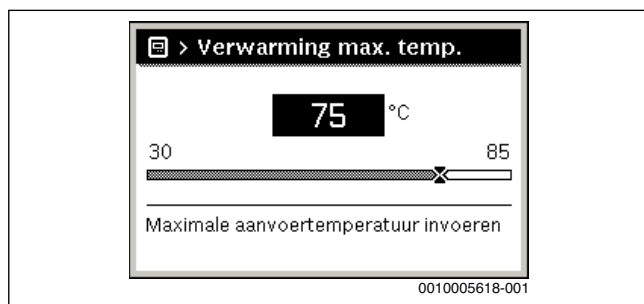 > Verwarming max. temp.
75 °C
30 85
Maximale aanvoertemperatuur invoeren
0010005618-001